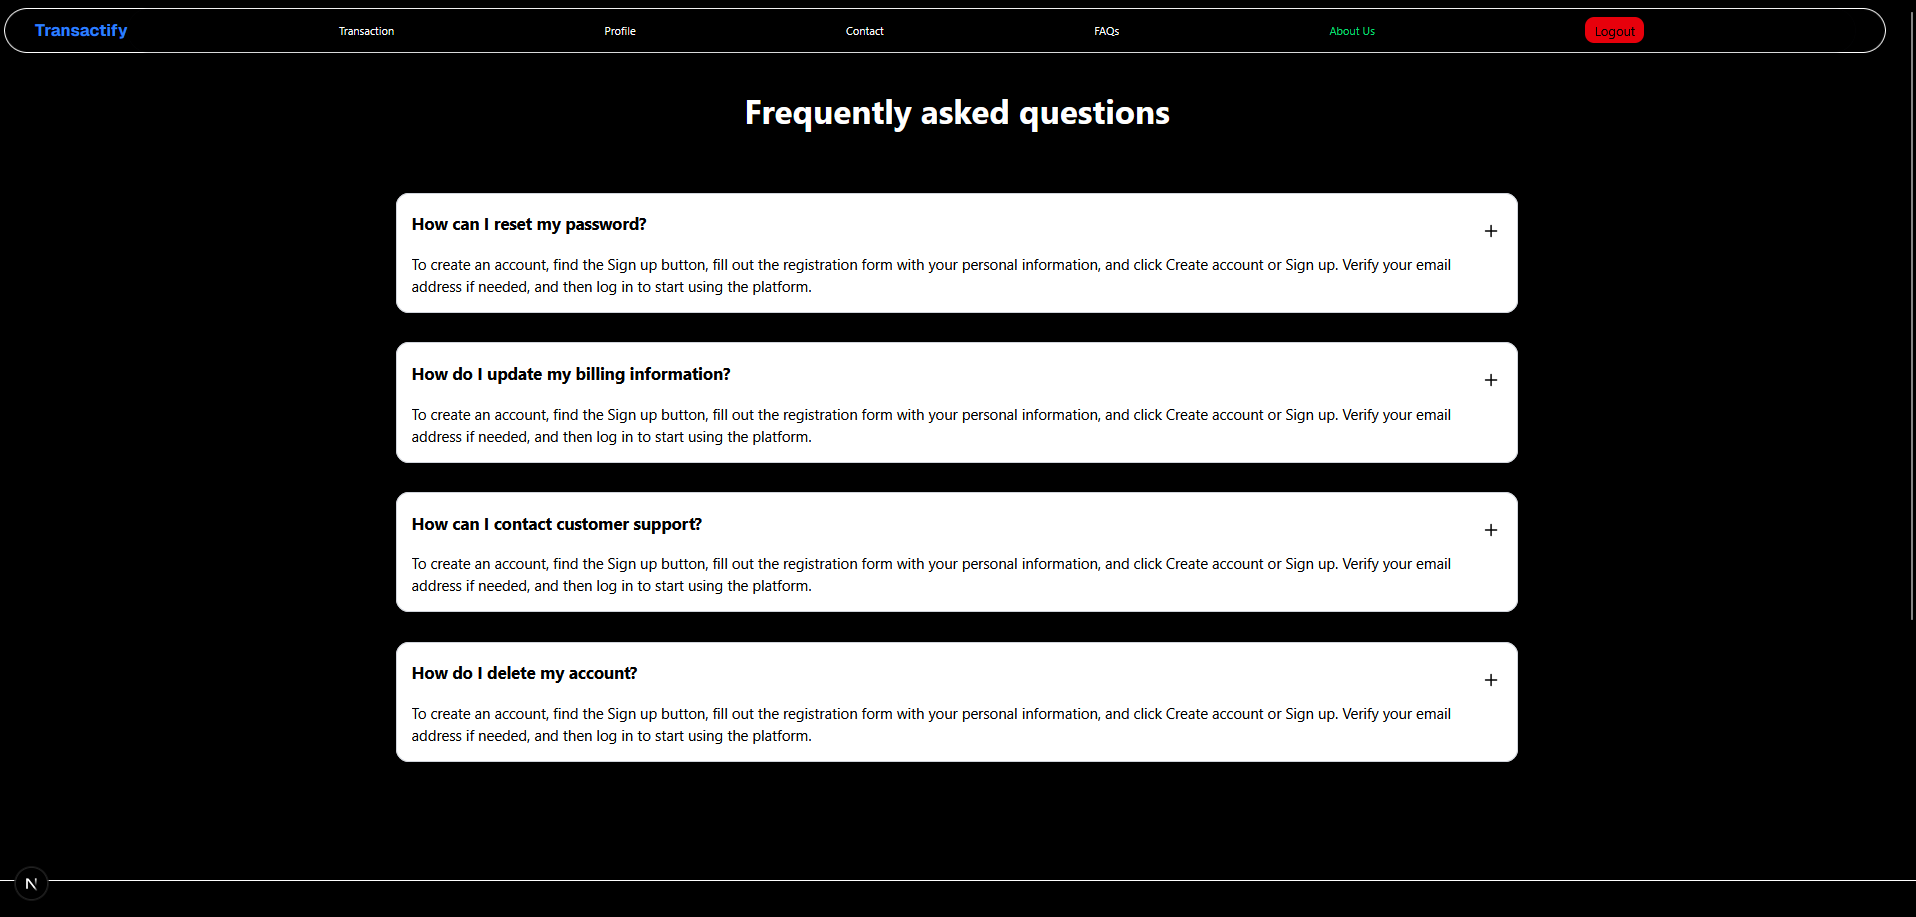 Transactify
Transaction
Profile
Contact
FAQs
About Us
Logout
Frequently asked questions
How can I reset my password?
To create an account, find the Sign up button, fill out the registration form with your personal information, and click Create account or Sign up. Verify your email
address if needed, and then log in to start using the platform.
How do I update my billing information?
To create an account, find the Sign up button, fill out the registration form with your personal information, and click Create account or Sign up. Verify your email
address if needed, and then log in to start using the platform.
How can I contact customer support?
To create an account, find the Sign up button, fill out the registration form with your personal information, and click Create account or Sign up. Verify your email
address if needed, and then log in to start using the platform.
How do I delete my account?
To create an account, find the Sign up button, fill out the registration form with your personal information, and click Create account or Sign up. Verify your email
address if needed, and then log in to start using the platform.
N